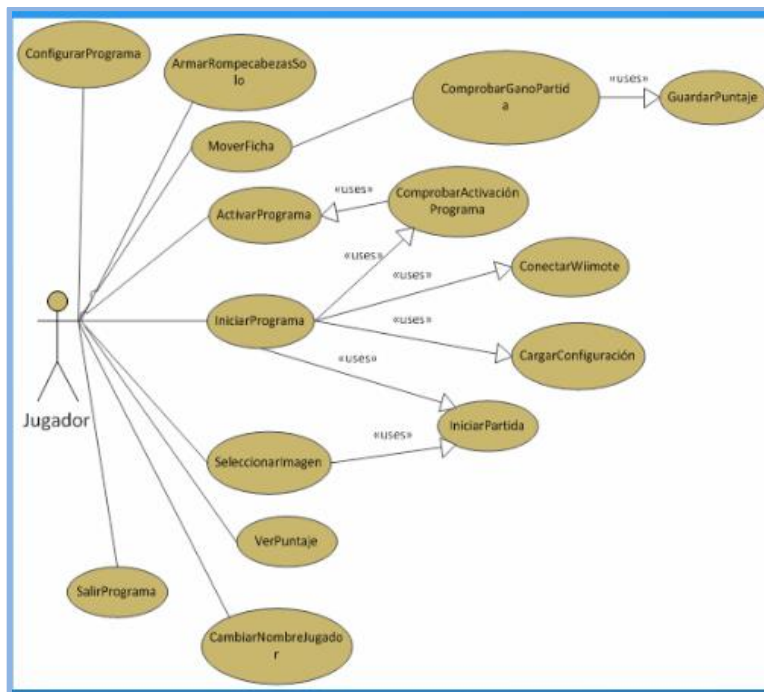 ConfigurarPrograma
ArmarRompecabezasSo
lo
ComprobarGanoPartid
a
«uses»
GuardarPuntaje
MoverFicha
ActivarPrograma
«uses»
ComprobarActivación
Programa
«uses»
ConectarWiimote
«uses»
IniciarPrograma
«uses»
CargarConfiguración
«uses»
Jugador
IniciarPartida
«uses»
SeleccionarImagen
VerPuntaje
SalirPrograma
CambiarNombreJugado
r